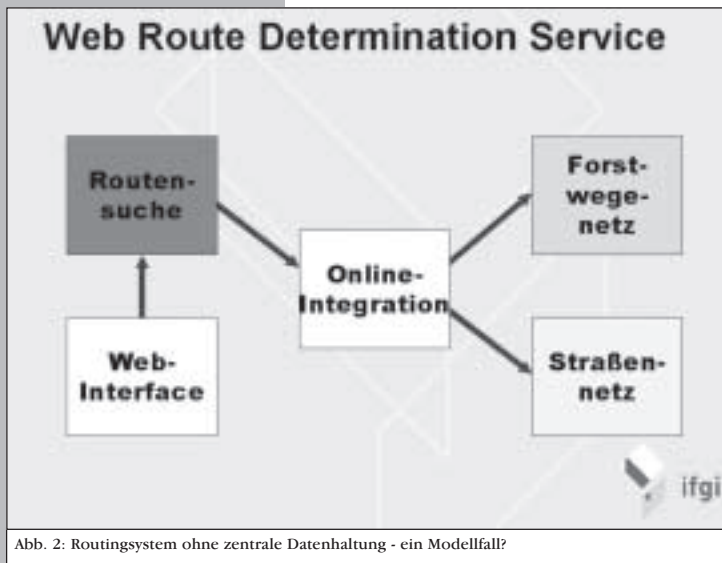 Web Route Determination Service
Routen-
suche
Forst-
wege-
netz
Online-
Integration
Web-
Interface
Straßen-
netz
ifgi
Abb. 2: Routingsystem ohne zentrale Datenhaltung - ein Modellfall?